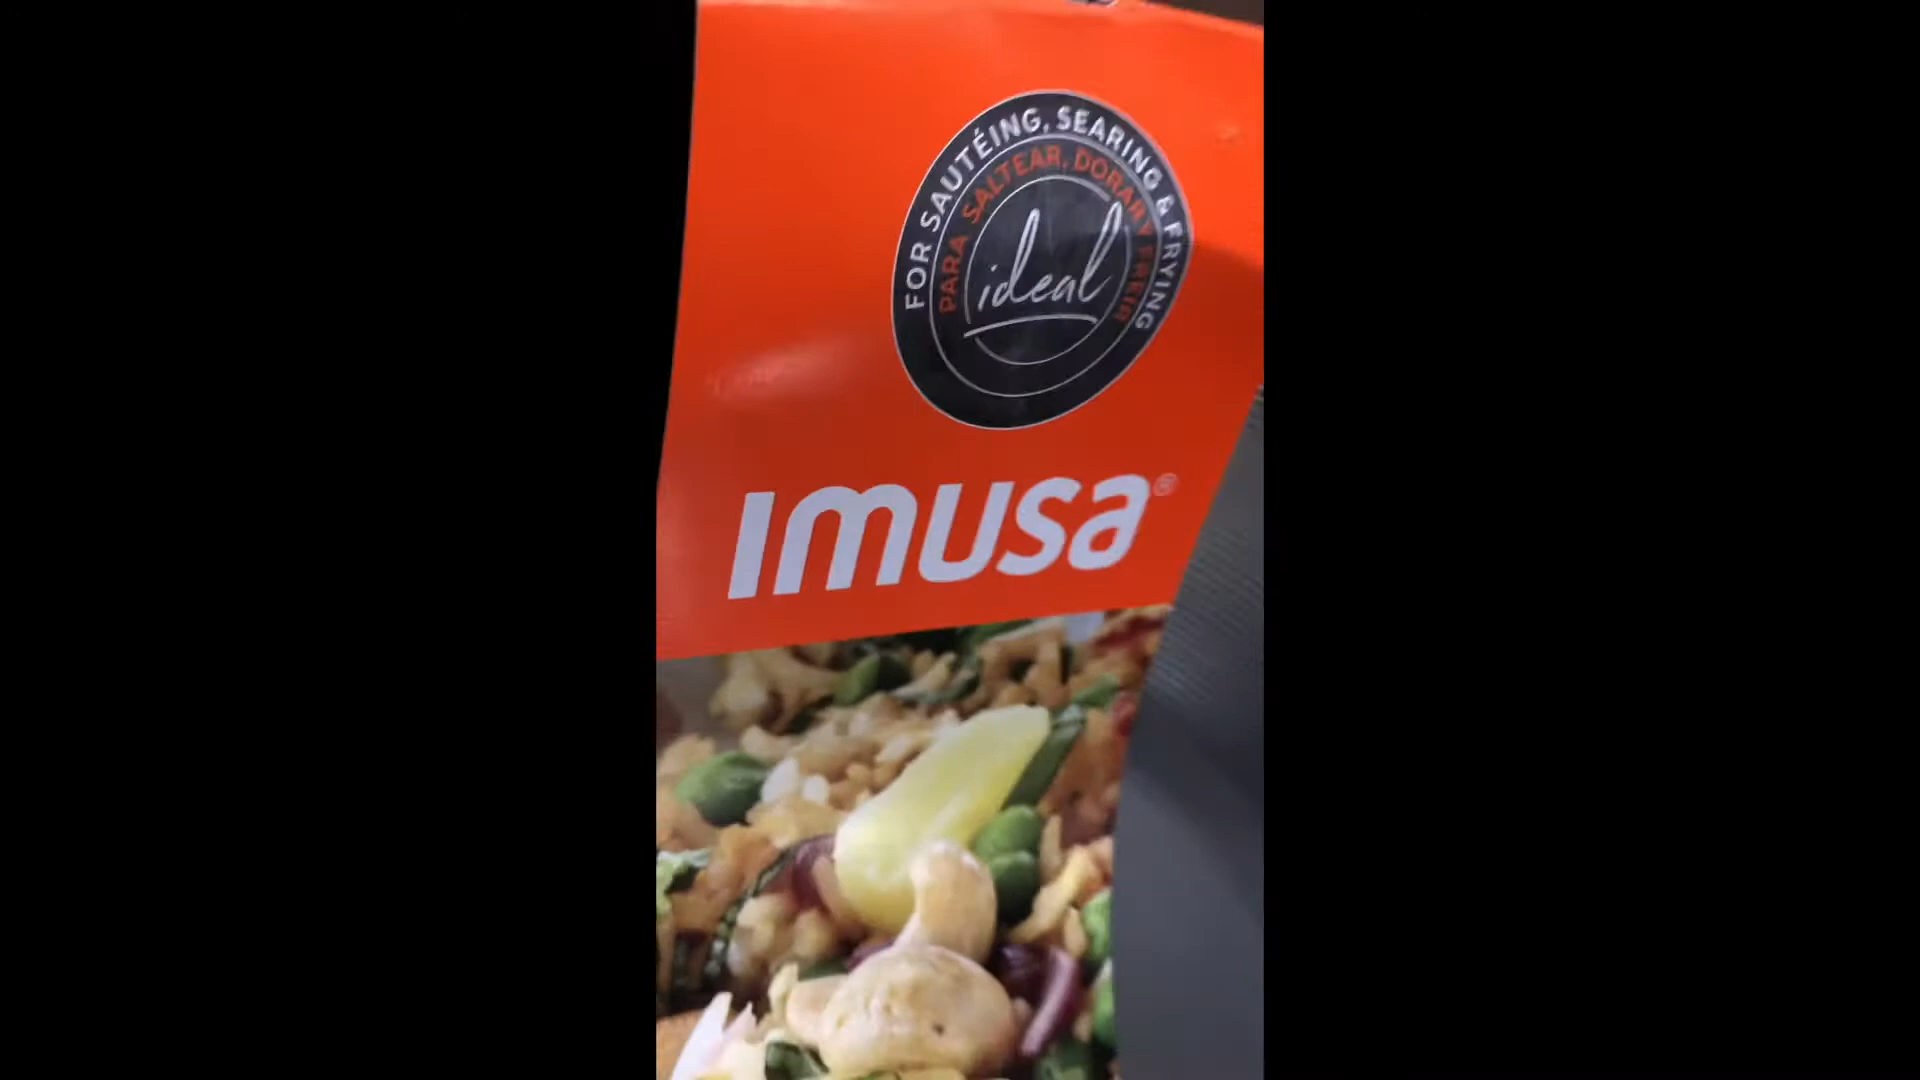 FOR SAUTÉING, SEARING & FRYING
PARA SALTEAR, DORAR Y FREIR
ideal
IMUSA®